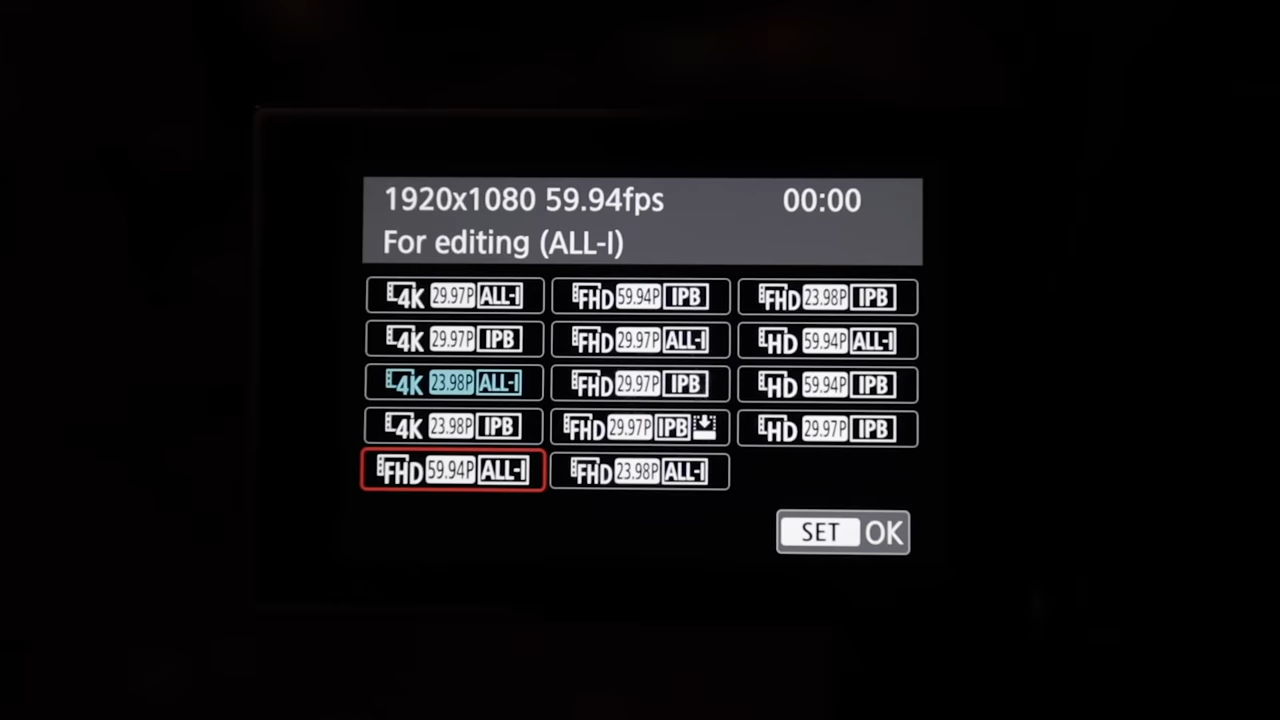 1920x1080 59.94fps 00:00
For editing (ALL-I)
4K 29.97P ALL-I FHD 59.94P IPB FHD 23.98P IPB
4K 29.97P IPB FHD 29.97P ALL-I HD 59.94P ALL-I
4K 23.98P ALL-I FHD 29.97P IPB HD 59.94P IPB
4K 23.98P IPB FHD 29.97P IPB HD 29.97P IPB
FHD 59.94P ALL-I FHD 23.98P ALL-I
SET OK